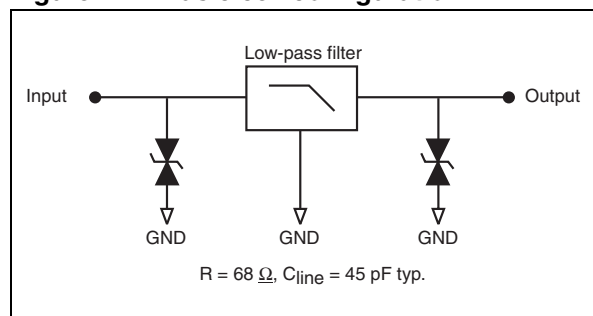 Low-pass filter
Input
Output
GND
GND
GND
R = 68 Ω, Cline = 45 pF typ.